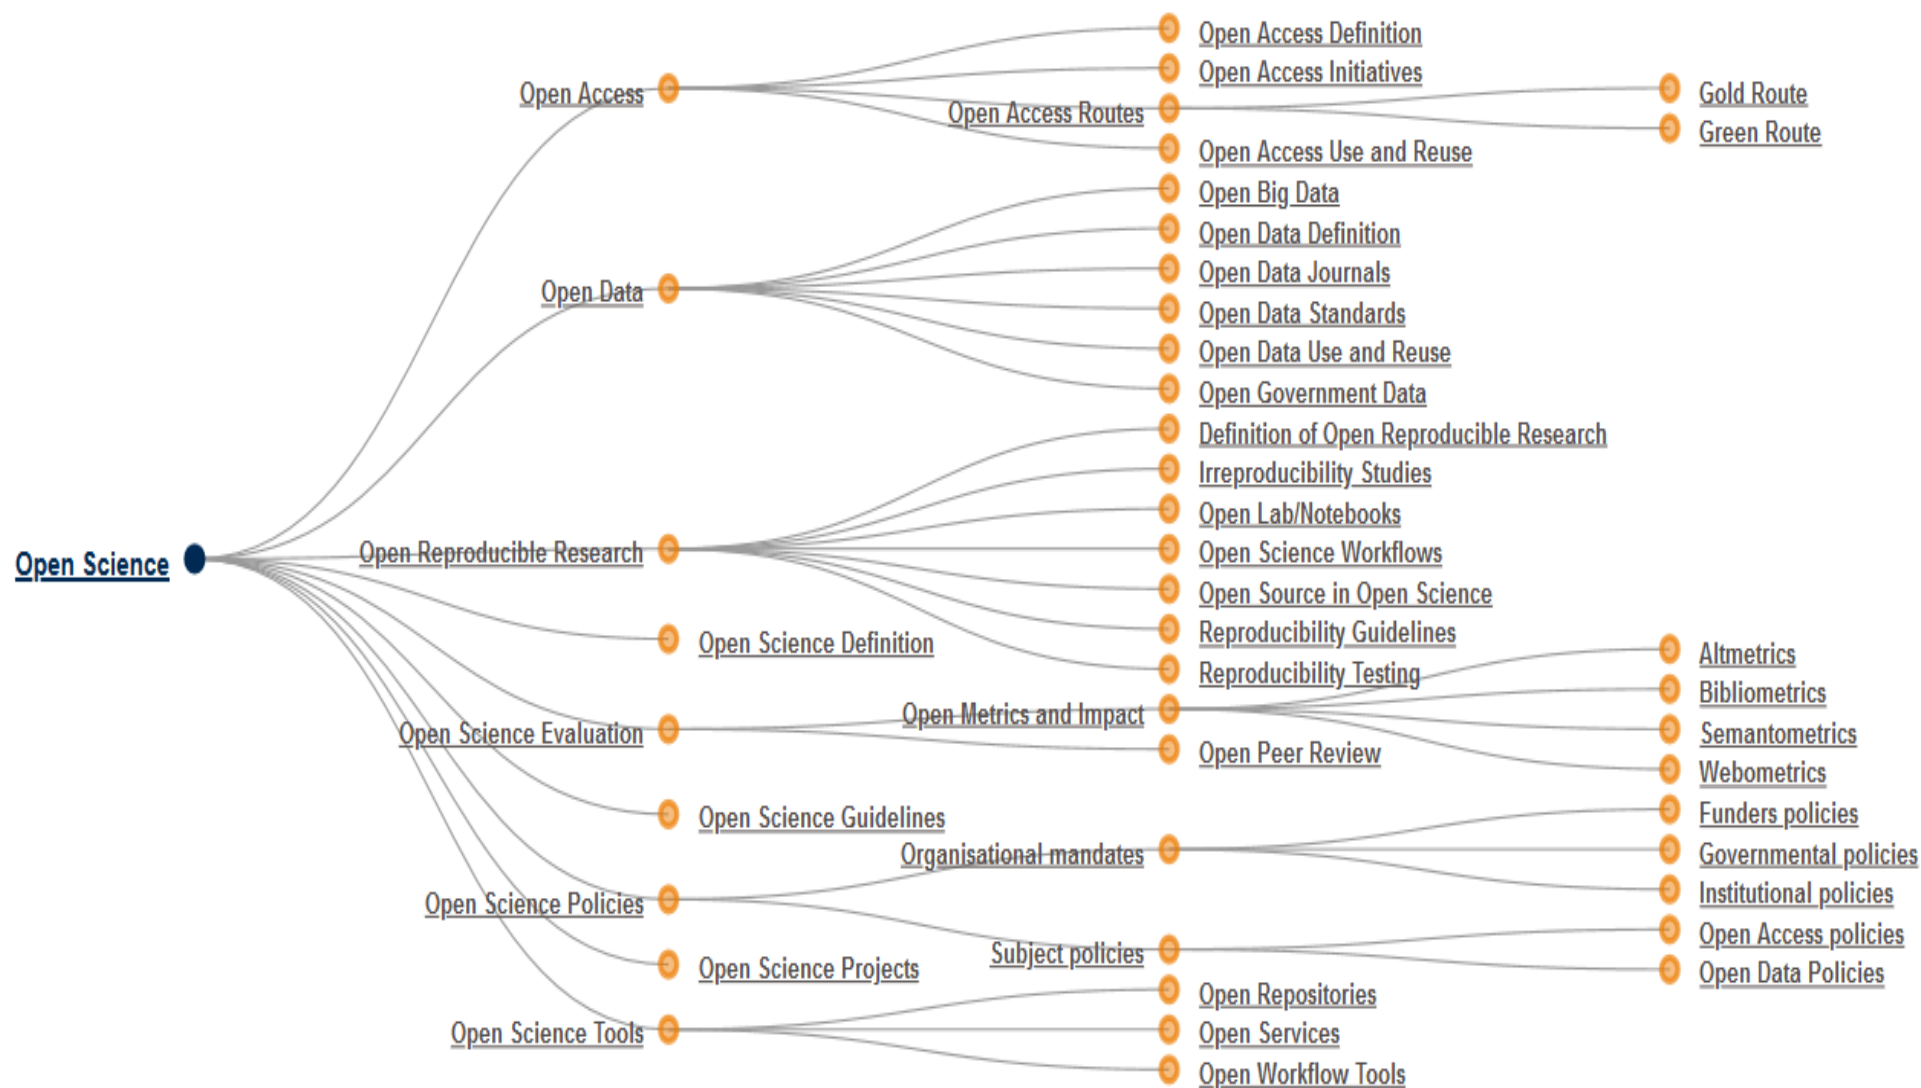 Open Science
Open Access
Open Access Definition
Open Access Initiatives
Open Access Routes
Gold Route
Green Route
Open Access Use and Reuse
Open Data
Open Big Data
Open Data Definition
Open Data Journals
Open Data Standards
Open Data Use and Reuse
Open Government Data
Open Reproducible Research
Definition of Open Reproducible Research
Irreproducibility Studies
Open Lab/Notebooks
Open Science Workflows
Open Source in Open Science
Reproducibility Guidelines
Reproducibility Testing
Open Science Definition
Open Science Evaluation
Open Metrics and Impact
Altmetrics
Bibliometrics
Semantometrics
Webometrics
Open Peer Review
Open Science Guidelines
Open Science Policies
Organisational mandates
Funders policies
Governmental policies
Institutional policies
Subject policies
Open Access policies
Open Data Policies
Open Science Projects
Open Science Tools
Open Repositories
Open Services
Open Workflow Tools